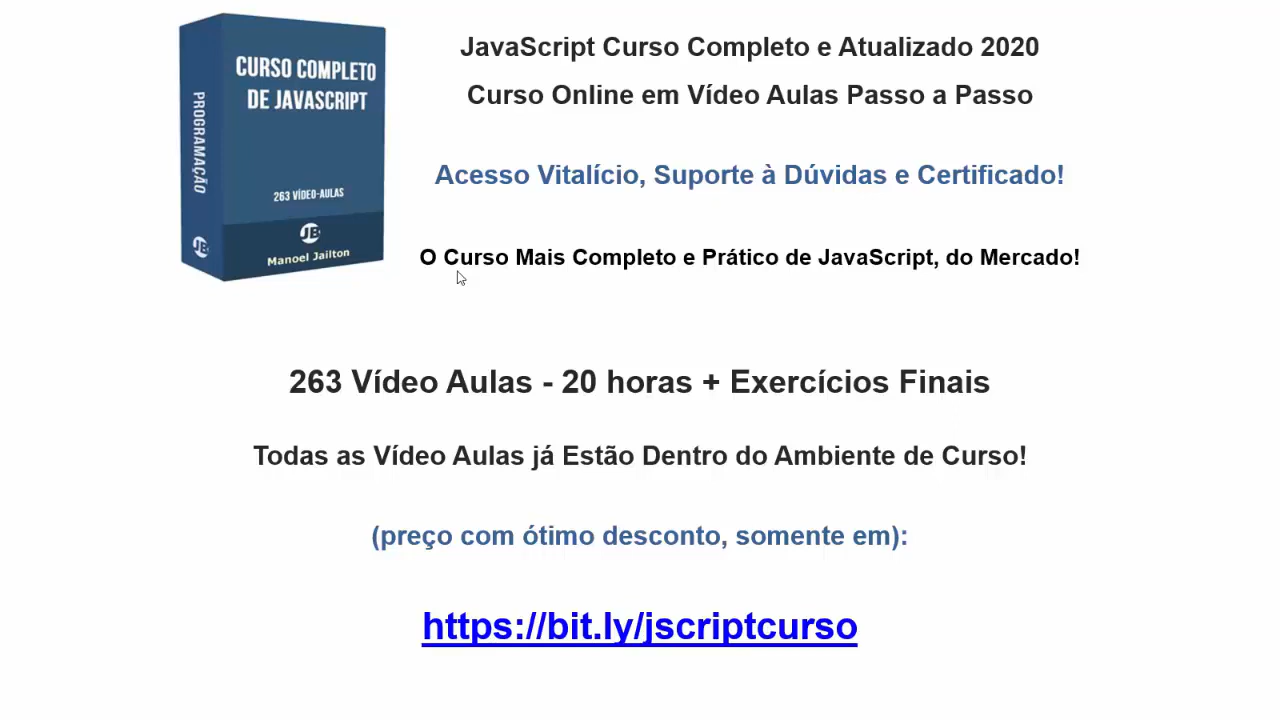 CURSO COMPLETO
DE JAVASCRIPT
PROGRAMAÇÃO
263 VÍDEO-AULAS
JB
JB
Manoel Jailton
JavaScript Curso Completo e Atualizado 2020
Curso Online em Vídeo Aulas Passo a Passo
Acesso Vitalício, Suporte à Dúvidas e Certificado!
O Curso Mais Completo e Prático de JavaScript, do Mercado!
263 Vídeo Aulas - 20 horas + Exercícios Finais
Todas as Vídeo Aulas já Estão Dentro do Ambiente de Curso!
(preço com ótimo desconto, somente em):
https://bit.ly/jscriptcurso